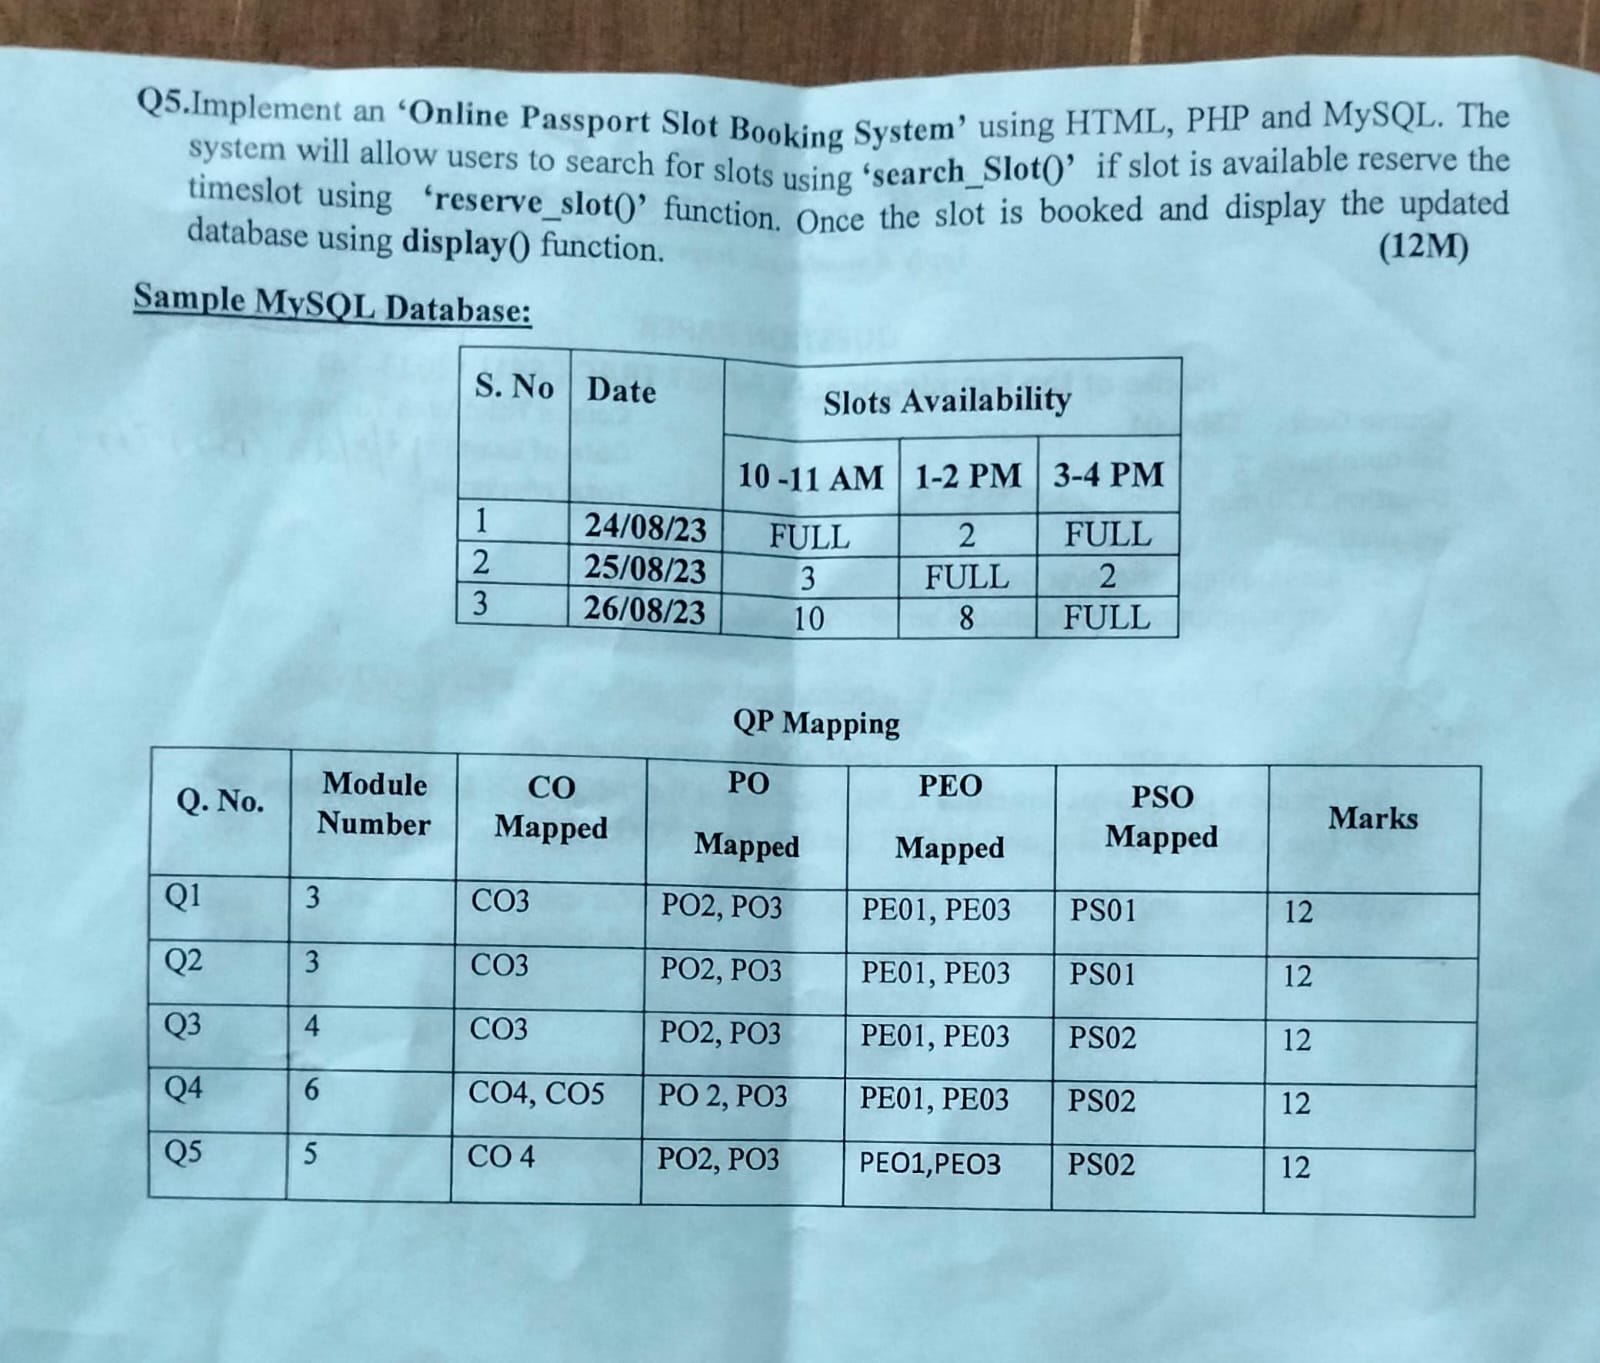 Q5.Implement an ‘Online Passport Slot Booking System’ using HTML, PHP and MySQL. The
system will allow users to search for slots using ‘search_Slot()’ if slot is available reserve the
timeslot using ‘reserve_slot()’ function. Once the slot is booked and display the updated
database using display() function. (12M)
Sample MySQL Database:
S. No Date Slots Availability
10 -11 AM 1-2 PM 3-4 PM
1 24/08/23 FULL 2 FULL
2 25/08/23 3 FULL 2
3 26/08/23 10 8 FULL
QP Mapping
Q. No. Module Number CO Mapped PO Mapped PEO Mapped PSO Mapped Marks
Q1 3 CO3 PO2, PO3 PE01, PE03 PS01 12
Q2 3 CO3 PO2, PO3 PE01, PE03 PS01 12
Q3 4 CO3 PO2, PO3 PE01, PE03 PS02 12
Q4 6 CO4, CO5 PO 2, PO3 PE01, PE03 PS02 12
Q5 5 CO 4 PO2, PO3 PEO1,PEO3 PS02 12